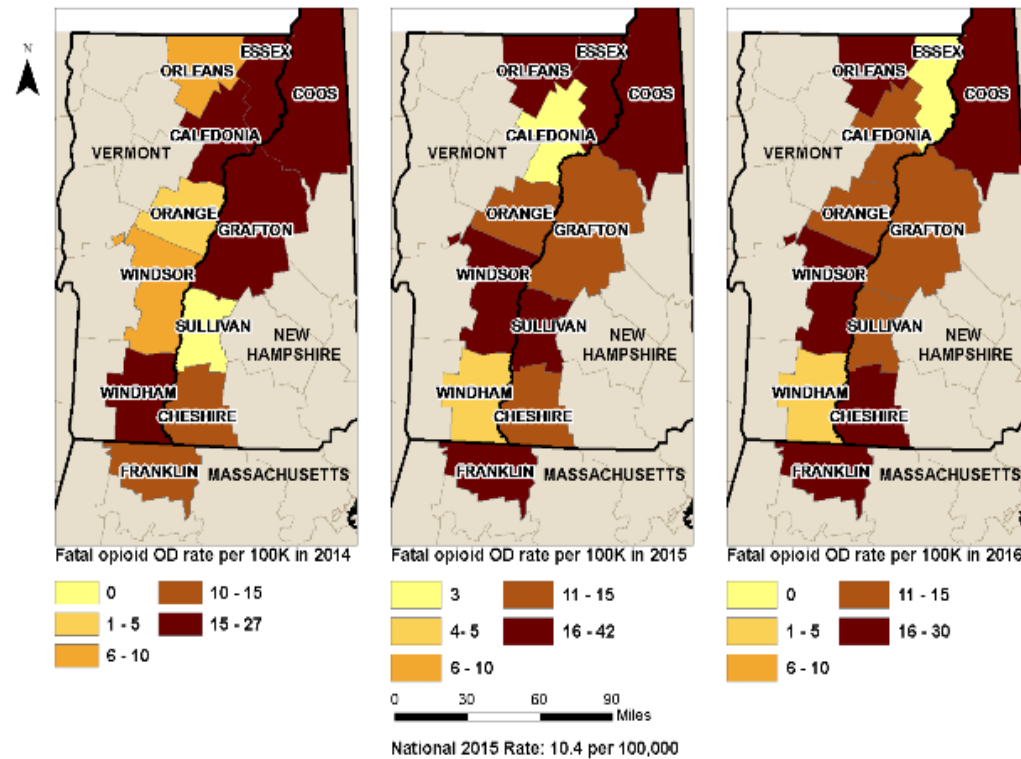 N
ESSEX
ORLEANS
COOS
CALEDONIA
VERMONT
ORANGE
GRAFTON
WINDSOR
SULLIVAN
NEW
HAMPSHIRE
WINDHAM
CHESHIRE
FRANKLIN
MASSACHUSETTS
Fatal opioid OD rate per 100K in 2014
0
10 - 15
1 - 5
15 - 27
6 - 10
ESSEX
ORLEANS
COOS
CALEDONIA
VERMONT
ORANGE
GRAFTON
WINDSOR
SULLIVAN
NEW
HAMPSHIRE
WINDHAM
CHESHIRE
FRANKLIN
MASSACHUSETTS
Fatal opioid OD rate per 100K in 2015
3
11 - 15
4- 5
16 - 42
6 - 10
0 30 60 90
Miles
National 2015 Rate: 10.4 per 100,000
ESSEX
ORLEANS
COOS
CALEDONIA
VERMONT
ORANGE
GRAFTON
WINDSOR
SULLIVAN
NEW
HAMPSHIRE
WINDHAM
CHESHIRE
FRANKLIN
MASSACHUSETTS
Fatal opioid OD rate per 100K in 2016
0
11 - 15
1 - 5
16 - 30
6 - 10